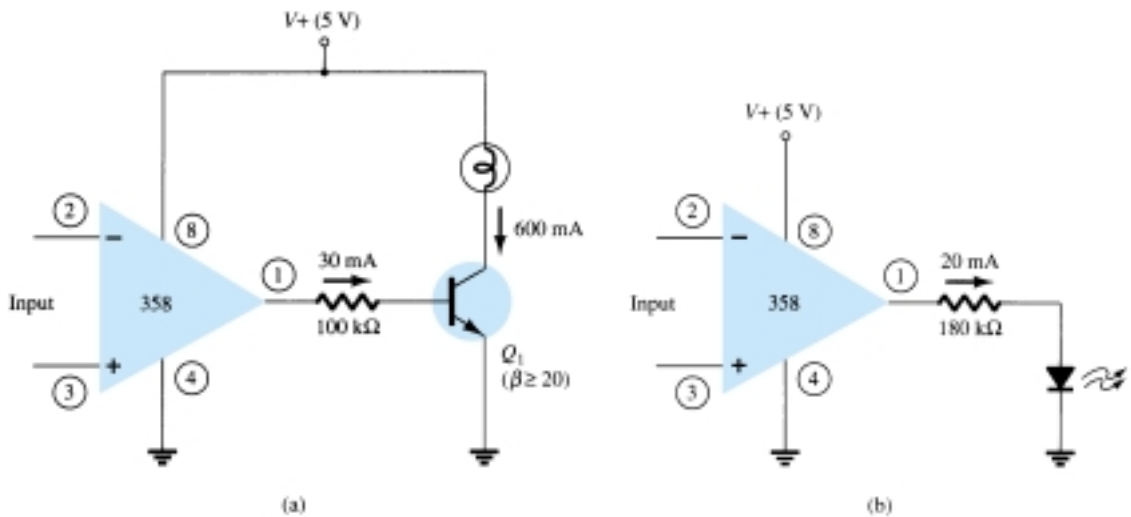 V+ (5 V)
2
−
8
600 mA
1
30 mA
Input
358
100 kΩ
Q1
(β ≥ 20)
+
3
4
(a)
V+ (5 V)
2
−
8
1
20 mA
Input
358
180 kΩ
+
3
4
(b)